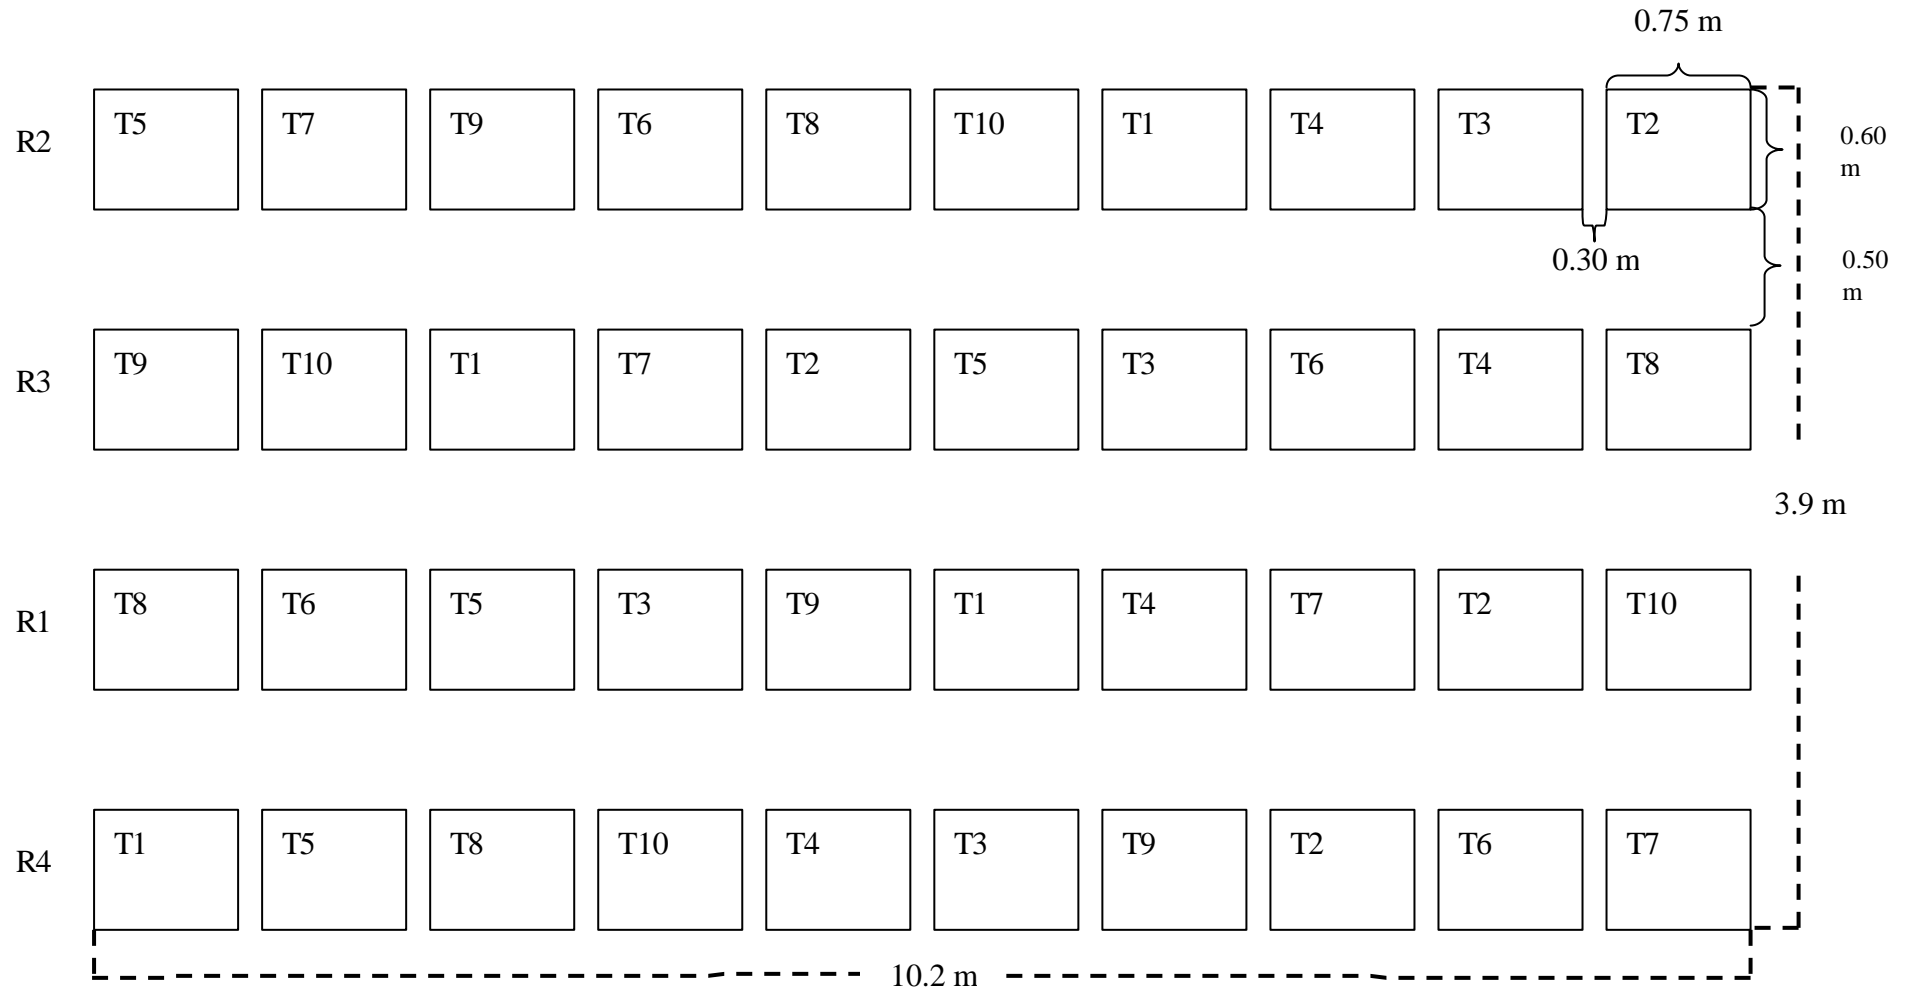 0.75 m
R2 T5 T7 T9 T6 T8 T10 T1 T4 T3 T2
0.60
m
0.30 m
0.50
m
R3 T9 T10 T1 T7 T2 T5 T3 T6 T4 T8
3.9 m
R1 T8 T6 T5 T3 T9 T1 T4 T7 T2 T10
R4 T1 T5 T8 T10 T4 T3 T9 T2 T6 T7
10.2 m